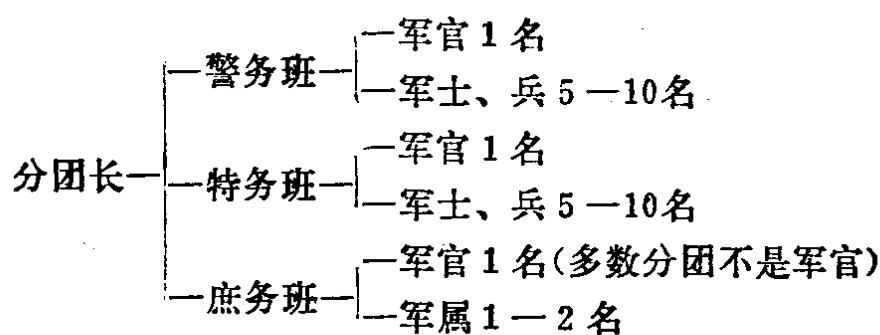 分团长
警务班
军官1名
军士、兵5—10名
特务班
军官1名
军士、兵5—10名
庶务班
军官1名(多数分团不是军官)
军属1—2名